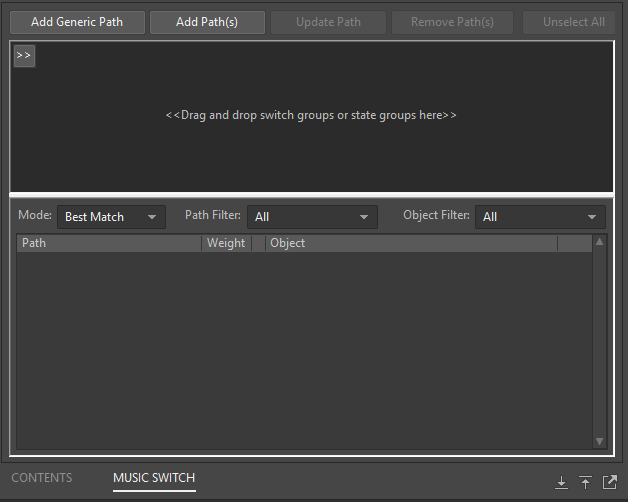 Add Generic Path Add Path(s) Update Path Remove Path(s) Unselect All
>>
<<Drag and drop switch groups or state groups here>>
Mode: Best Match Path Filter: All Object Filter: All
Path Weight Object
CONTENTS MUSIC SWITCH